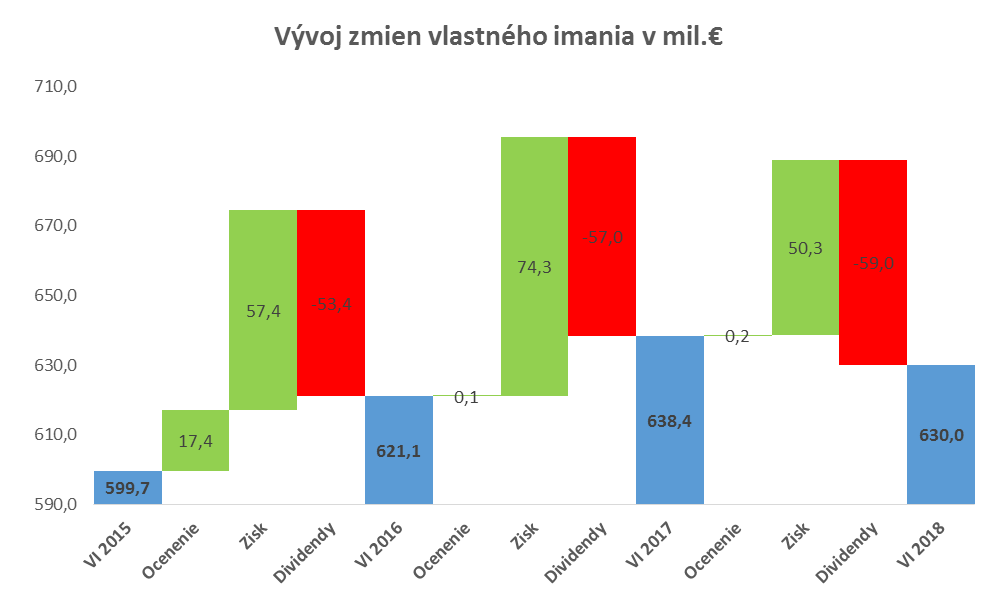 Vývoj zmien vlastného imania v mil.€
710,0
690,0
670,0
650,0
630,0
610,0
590,0
599,7
17,4
57,4
53,4
621,1
0,1
74,3
-57,0
638,4
0,2
50,3
-59,0
630,0
VI 2015
Ocenenie
Zisk
Dividendy
VI 2016
Ocenenie
Zisk
Dividendy
VI 2017
Ocenenie
Zisk
Dividendy
VI 2018